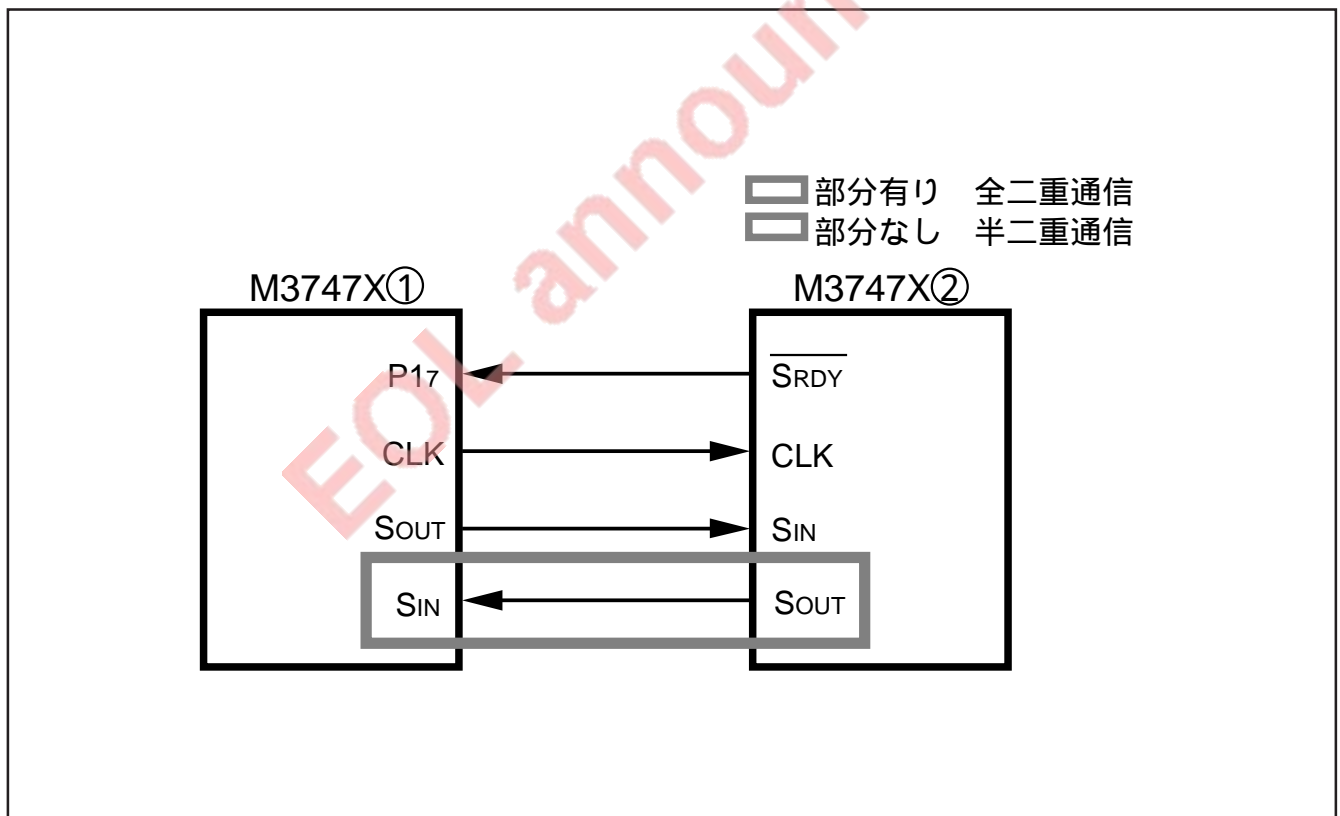 EOL announ
部分有り 全二重通信
部分なし 半二重通信
M3747X① M3747X②
P17 SRDY
CLK CLK
SOUT SIN
SIN SOUT